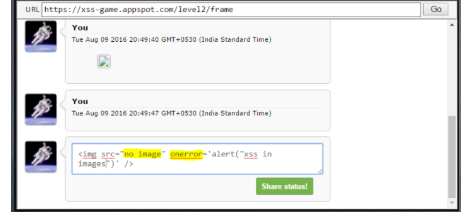 URL https://xss-game.appspot.com/level2/frame Go
You
Tue Aug 09 2016 20:49:40 GMT+0530 (India Standard Time)
You
Tue Aug 09 2016 20:49:47 GMT+0530 (India Standard Time)
<img src="no image" onerror='alert("xss in
images")' />
Share status!